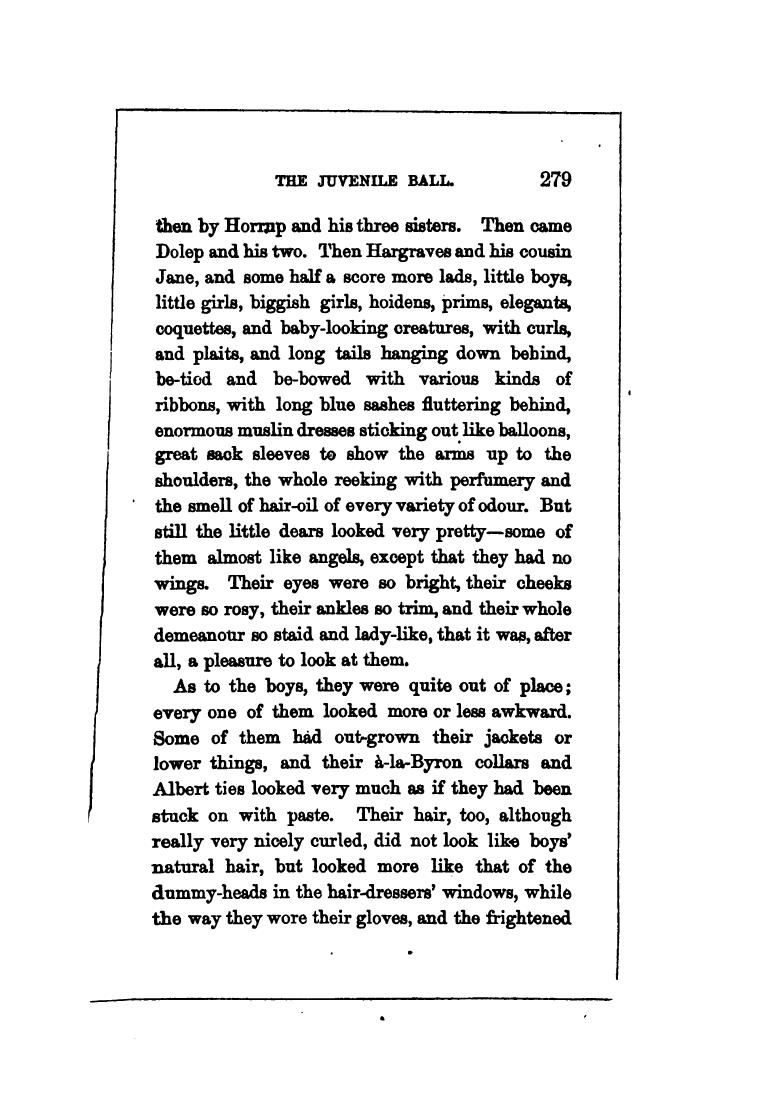 THE JUVENILE BALL. 279
then by Horrmp and his three sisters. Then came
Dolep and his two. Then Hargraves and his cousin
Jane, and some half a score more lads, little boys,
little girls, biggish girls, hoidens, prims, elegants,
coquettes, and baby-looking creatures, with curls,
and plaits, and long tails hanging down behind,
be-tied and be-bowed with various kinds of
ribbons, with long blue sashes fluttering behind,
enormous muslin dresses sticking out like balloons,
great sack sleeves to show the arms up to the
shoulders, the whole reeking with perfumery and
the smell of hair-oil of every variety of odour. But
still the little dears looked very pretty—some of
them almost like angels, except that they had no
wings. Their eyes were so bright, their cheeks
were so rosy, their ankles so trim, and their whole
demeanour so staid and lady-like, that it was, after
all, a pleasure to look at them.
As to the boys, they were quite out of place;
every one of them looked more or less awkward.
Some of them had out-grown their jackets or
lower things, and their à-la-Byron collars and
Albert ties looked very much as if they had been
stuck on with paste. Their hair, too, although
really very nicely curled, did not look like boys'
natural hair, but looked more like that of the
dummy-heads in the hair-dressers' windows, while
the way they wore their gloves, and the frightened